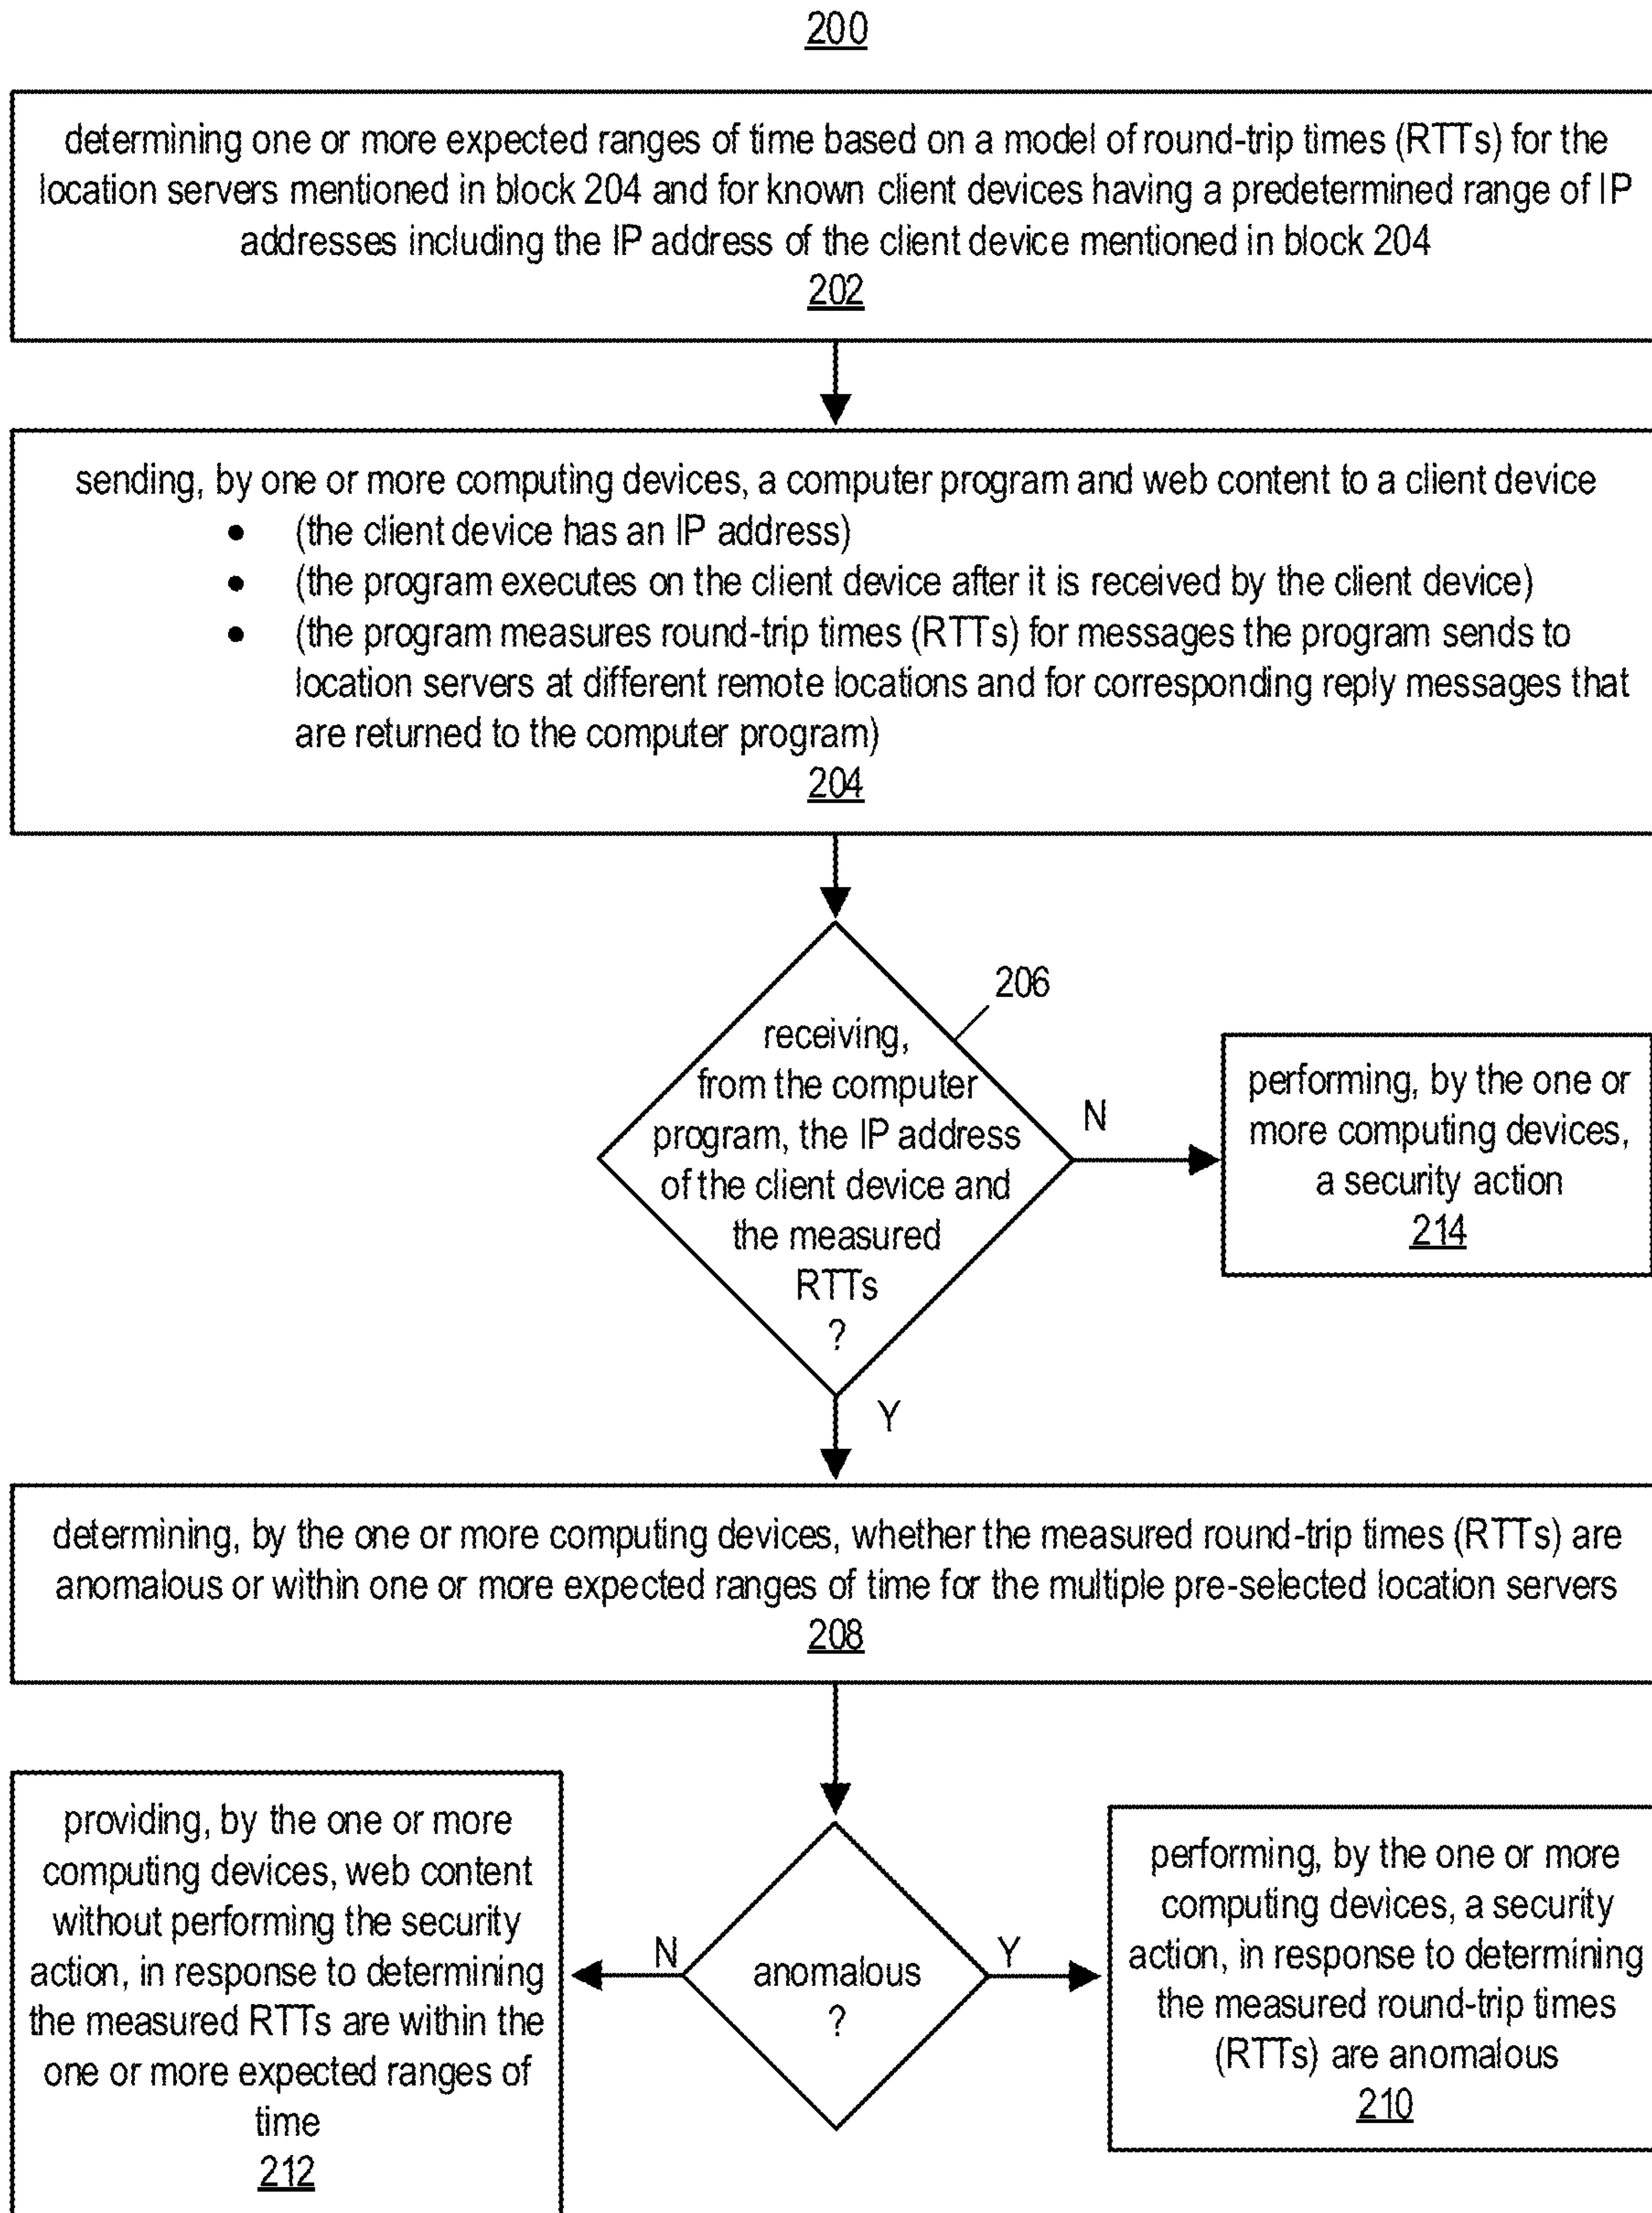 200
determining one or more expected ranges of time based on a model of round-trip times (RTTs) for the
location servers mentioned in block 204 and for known client devices having a predetermined range of IP
addresses including the IP address of the client device mentioned in block 204
202
sending, by one or more computing devices, a computer program and web content to a client device
• (the client device has an IP address)
• (the program executes on the client device after it is received by the client device)
• (the program measures round-trip times (RTTs) for messages the program sends to
location servers at different remote locations and for corresponding reply messages that
are returned to the computer program)
204
206
receiving,
from the computer
program, the IP address
of the client device and
the measured
RTTs
?
N
performing, by the one or
more computing devices,
a security action
214
Y
determining, by the one or more computing devices, whether the measured round-trip times (RTTs) are
anomalous or within one or more expected ranges of time for the multiple pre-selected location servers
208
providing, by the one or more
computing devices, web content
without performing the security
action, in response to determining
the measured RTTs are within the
one or more expected ranges of
time
212
N
anomalous
?
Y
performing, by the one or more
computing devices, a security
action, in response to determining
the measured round-trip times
(RTTs) are anomalous
210